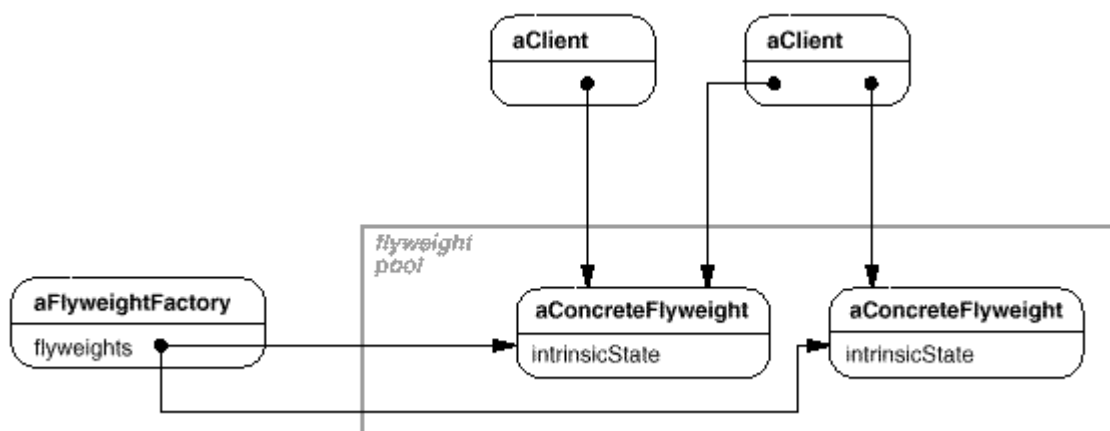 aClient
aClient
flyweight
pool
aFlyweightFactory
flyweights
aConcreteFlyweight
intrinsicState
aConcreteFlyweight
intrinsicState